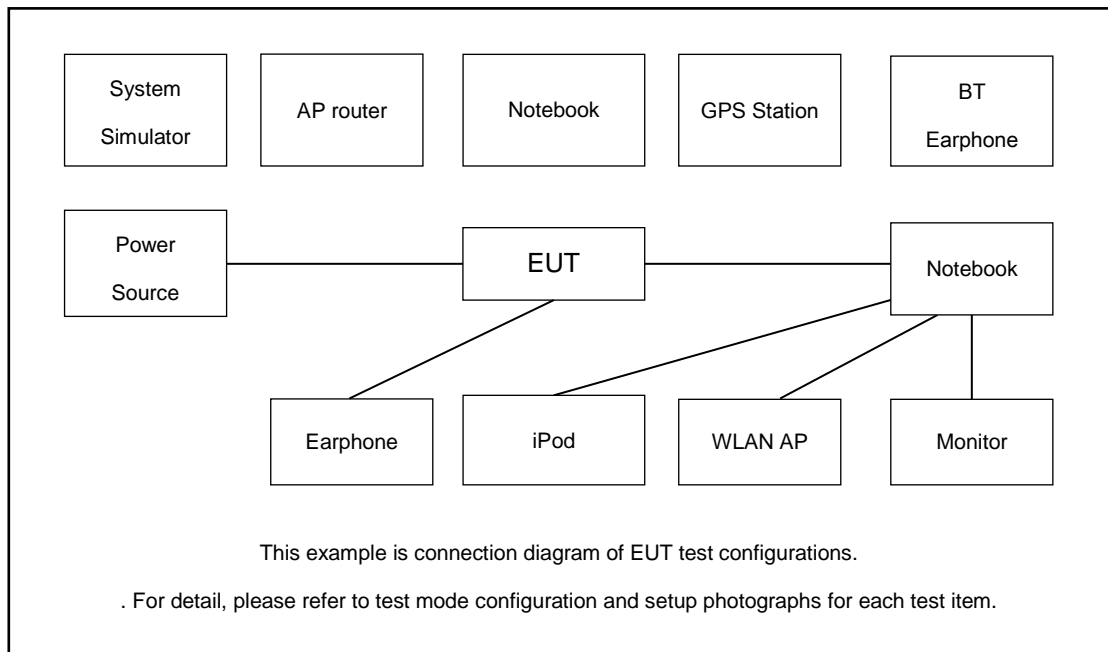 System
Simulator
AP router
Notebook
GPS Station
BT
Earphone
Power
Source
EUT
Notebook
Earphone
iPod
WLAN AP
Monitor
This example is connection diagram of EUT test configurations.
. For detail, please refer to test mode configuration and setup photographs for each test item.